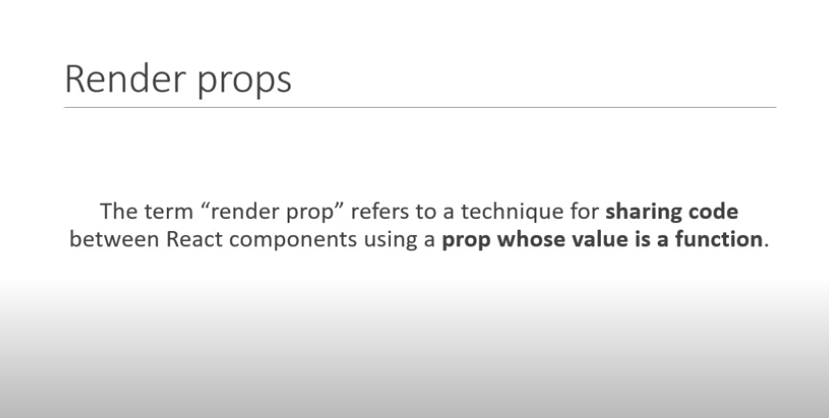 Render props
The term “render prop” refers to a technique for sharing code
between React components using a prop whose value is a function.